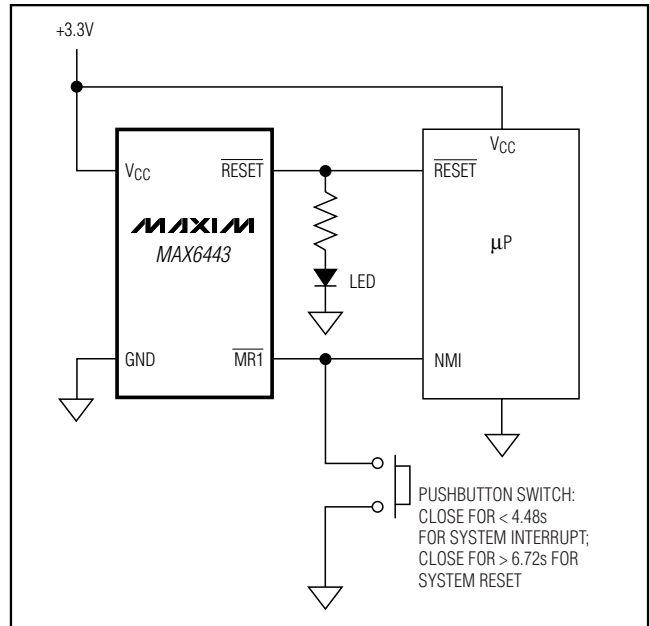 +3.3V
VCC
VCC
RESET
RESET
MAXIM
MAX6443
µP
LED
GND
MR1
NMI
PUSHBUTTON SWITCH:
CLOSE FOR < 4.48s
FOR SYSTEM INTERRUPT;
CLOSE FOR > 6.72s FOR
SYSTEM RESET